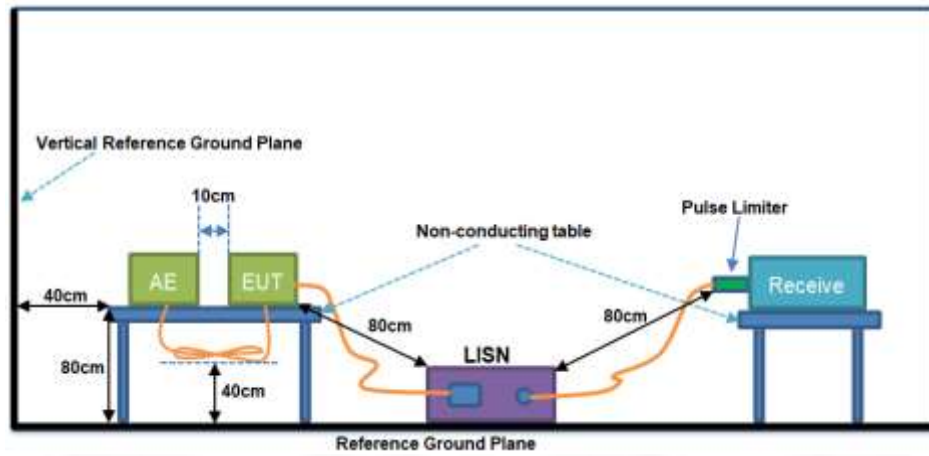 Vertical Reference Ground Plane
10cm
Pulse Limiter
Non-conducting table
AE
EUT
Receive
40cm
80cm
80cm
LISN
80cm
40cm
Reference Ground Plane